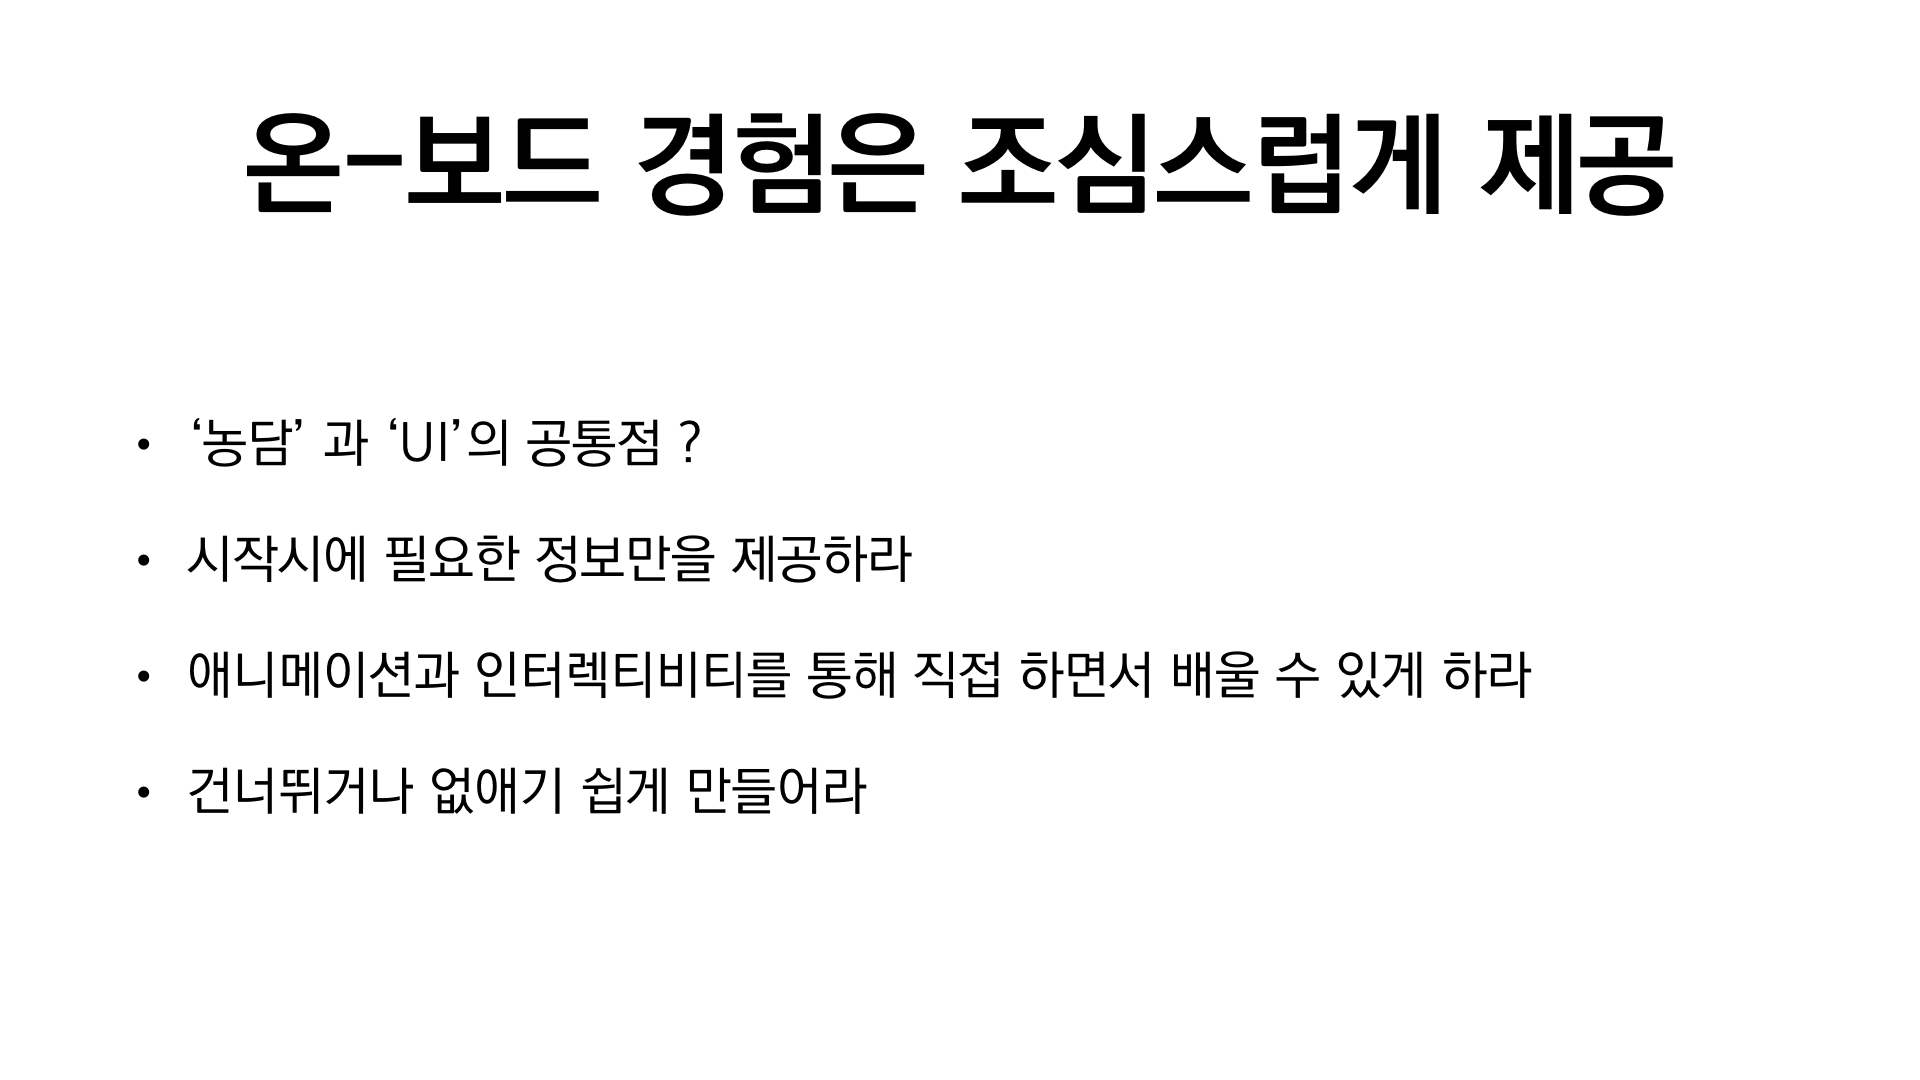 온-보드 경험은 조심스럽게 제공
• ‘농담’ 과 ‘UI’의 공통점 ?
• 시작시에 필요한 정보만을 제공하라
• 애니메이션과 인터렉티비티를 통해 직접 하면서 배울 수 있게 하라
• 건너뛰거나 없애기 쉽게 만들어라